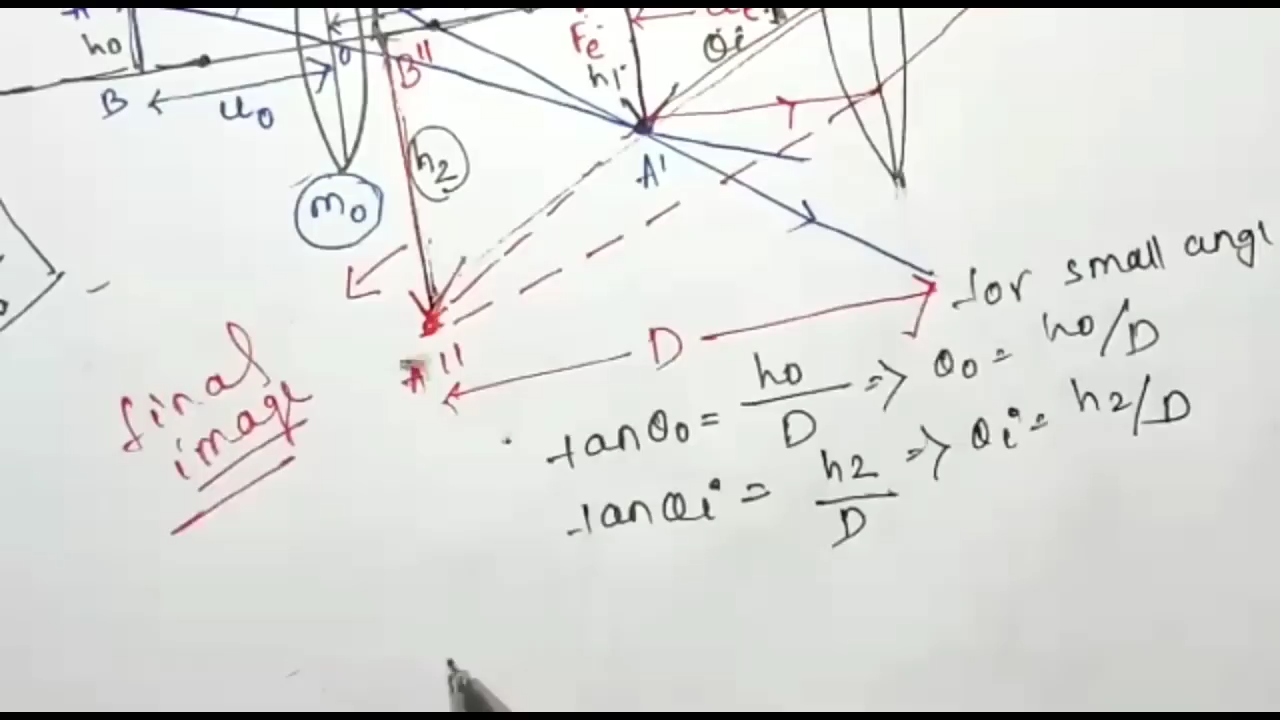 h0
B
u0
0
B"
Fe
h1
θi
h2
A'
m0
for small angl
A"
D
final
image
tanθ0 = h0/D => θ0 = h0/D
tanθi = h2/D => θi = h2/D